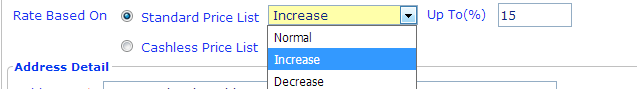 Rate Based On Standard Price List Increase Up To(%) 15
Normal
Cashless Price List
Increase
Address Detail
Decrease